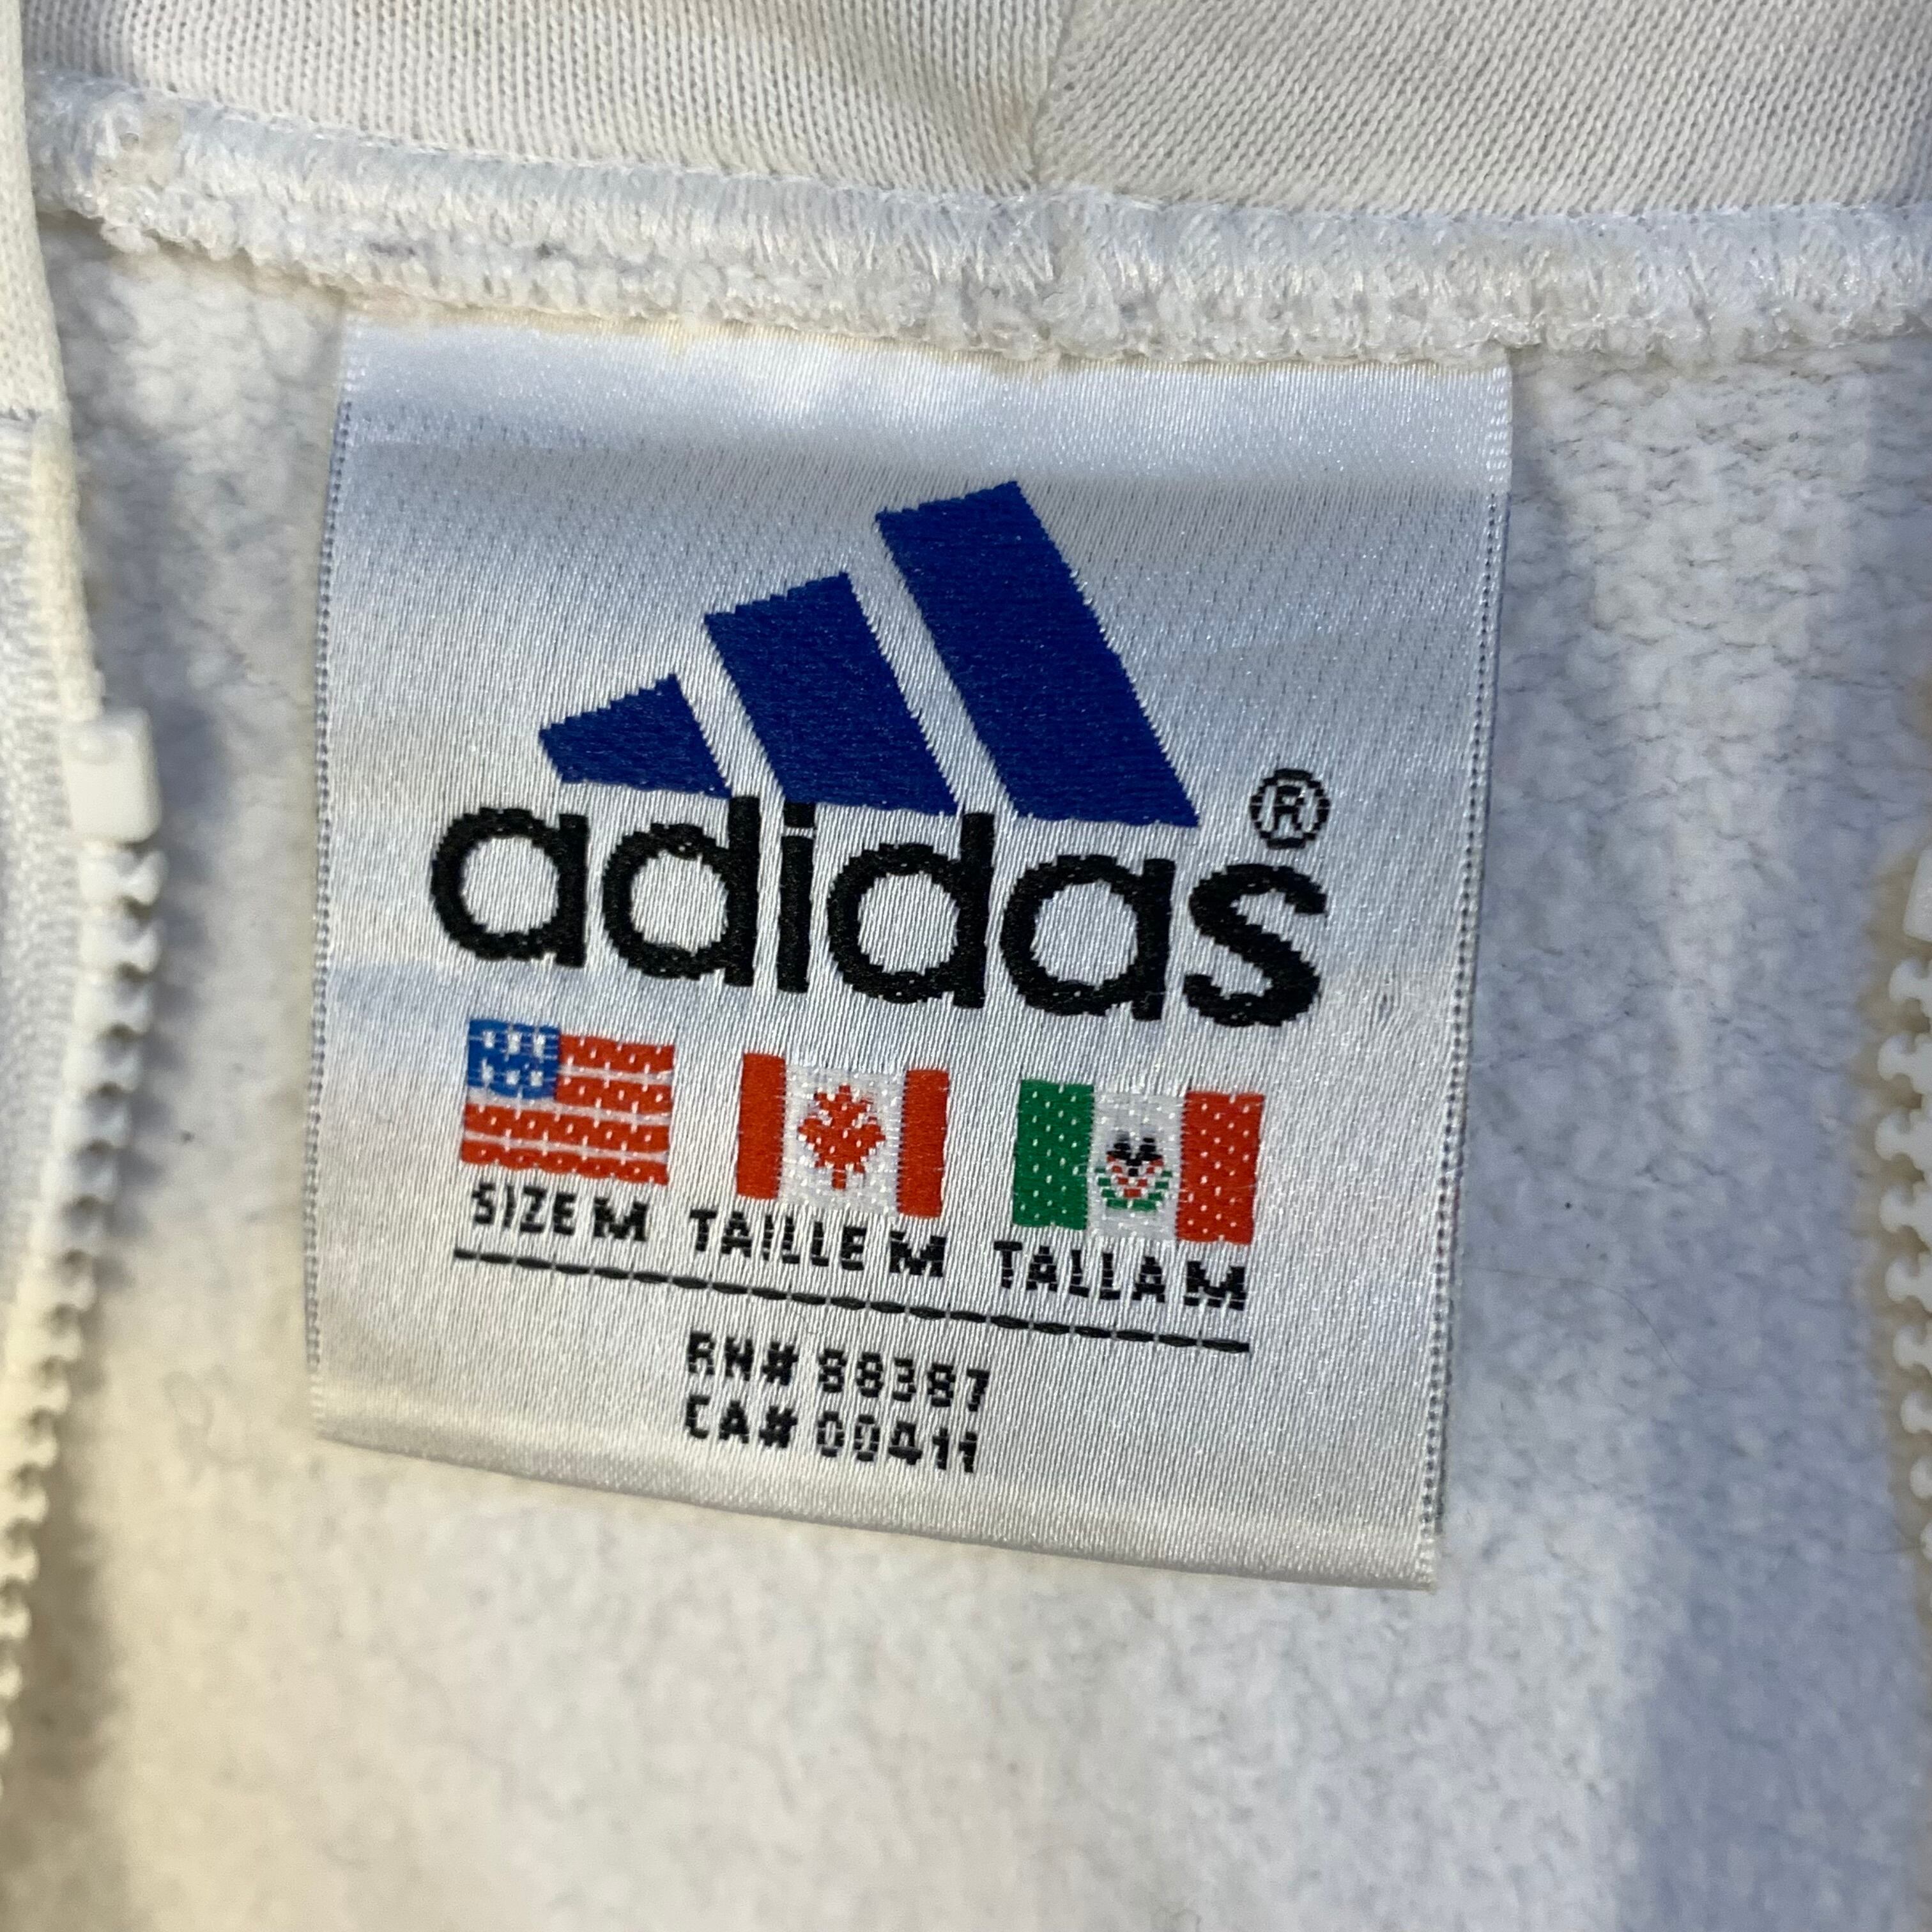 adidas®
SIZE M TAILLE M TALLA M
RN# 88387
CA# 00411